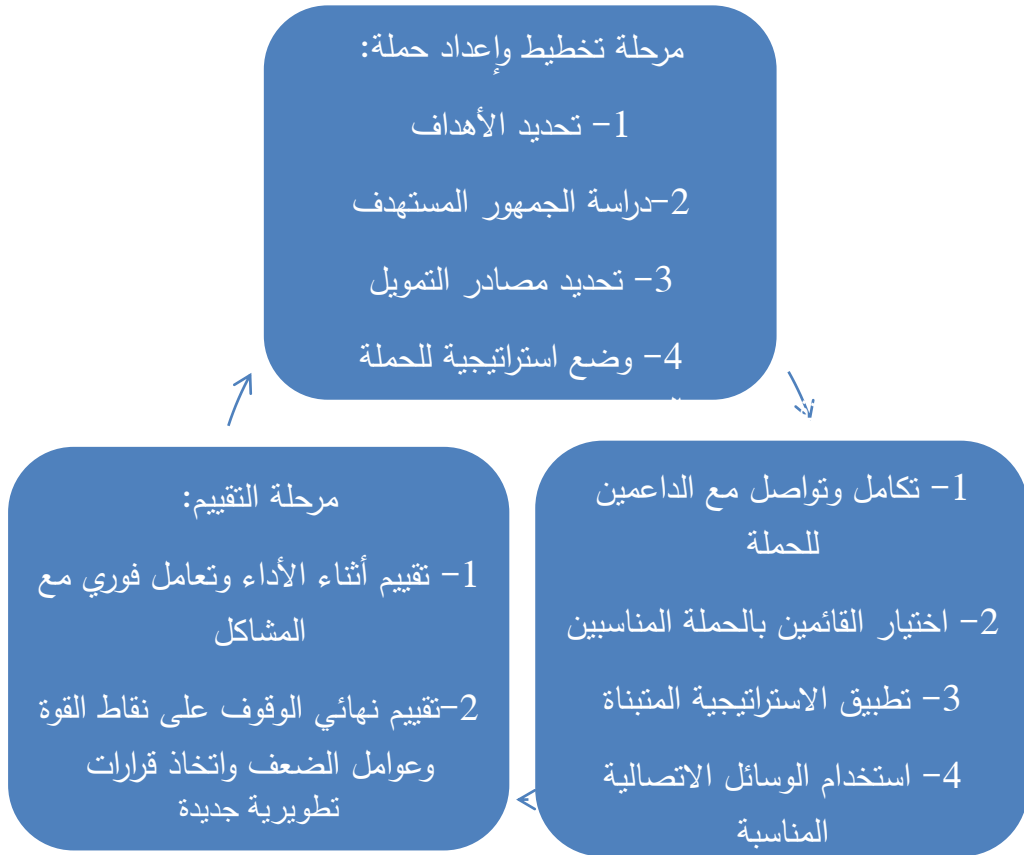 مرحلة تخطيط وإعداد حملة:
1- تحديد الأهداف
2-دراسة الجمهور المستهدف
3- تحديد مصادر التمويل
4- وضع استراتيجية للحملة
1- تكامل وتواصل مع الداعمين
للحملة
2- اختيار القائمين بالحملة المناسبين
3- تطبيق الاستراتيجية المتبناة
4- استخدام الوسائل الاتصالية
المناسبة
مرحلة التقييم:
1- تقييم أثناء الأداء وتعامل فوري مع
المشاكل
2-تقييم نهائي الوقوف على نقاط القوة
وعوامل الضعف واتخاذ قرارات
تطويرية جديدة